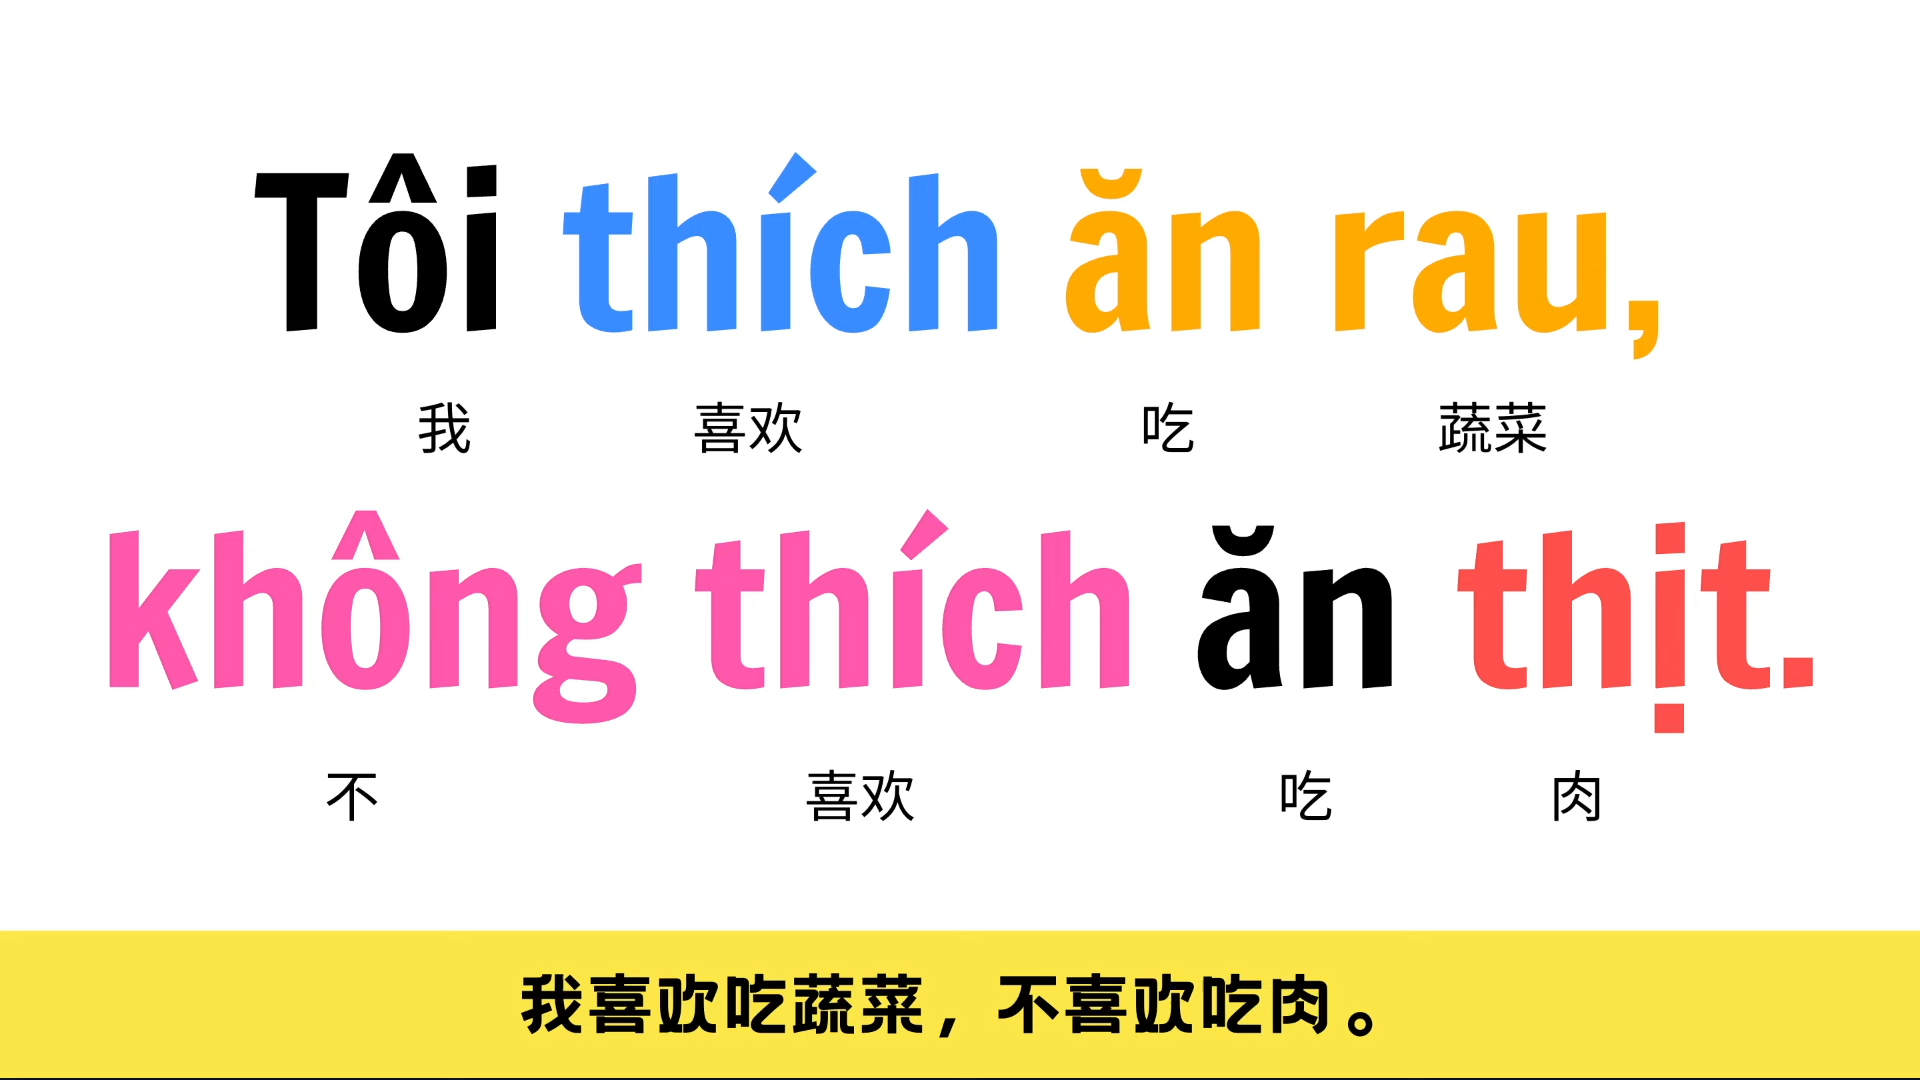 Tôi thích ăn rau,
我 喜欢 吃 蔬菜
không thích ăn thịt.
不 喜欢 吃 肉
我喜欢吃蔬菜，不喜欢吃肉。